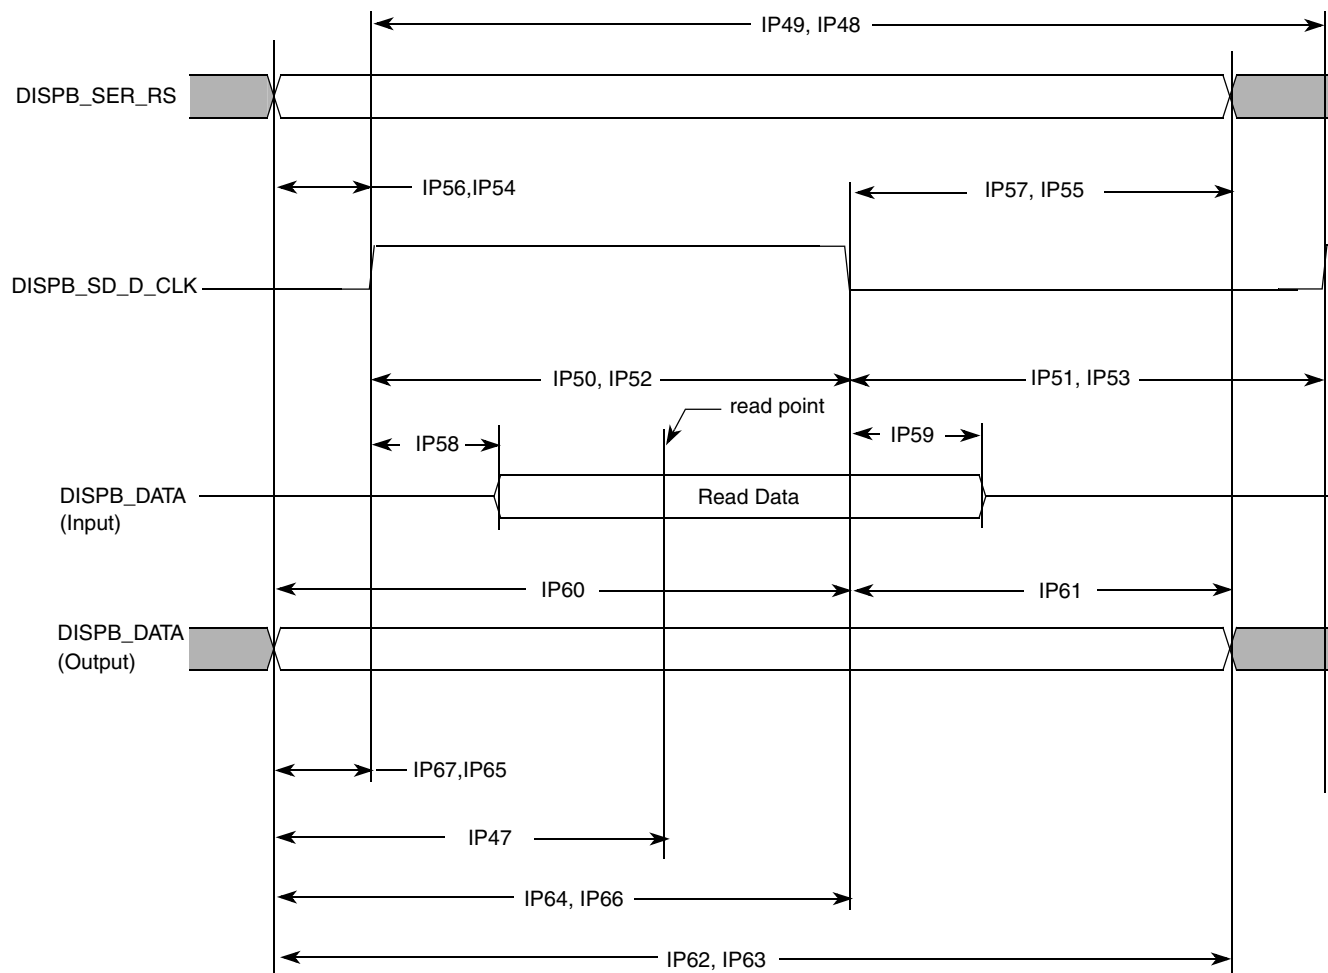 IP49, IP48
DISPB_SER_RS
IP56,IP54
IP57, IP55
DISPB_SD_D_CLK
IP50, IP52
IP51, IP53
read point
IP58
IP59
DISPB_DATA
(Input)
Read Data
IP60
IP61
DISPB_DATA
(Output)
IP67,IP65
IP47
IP64, IP66
IP62, IP63